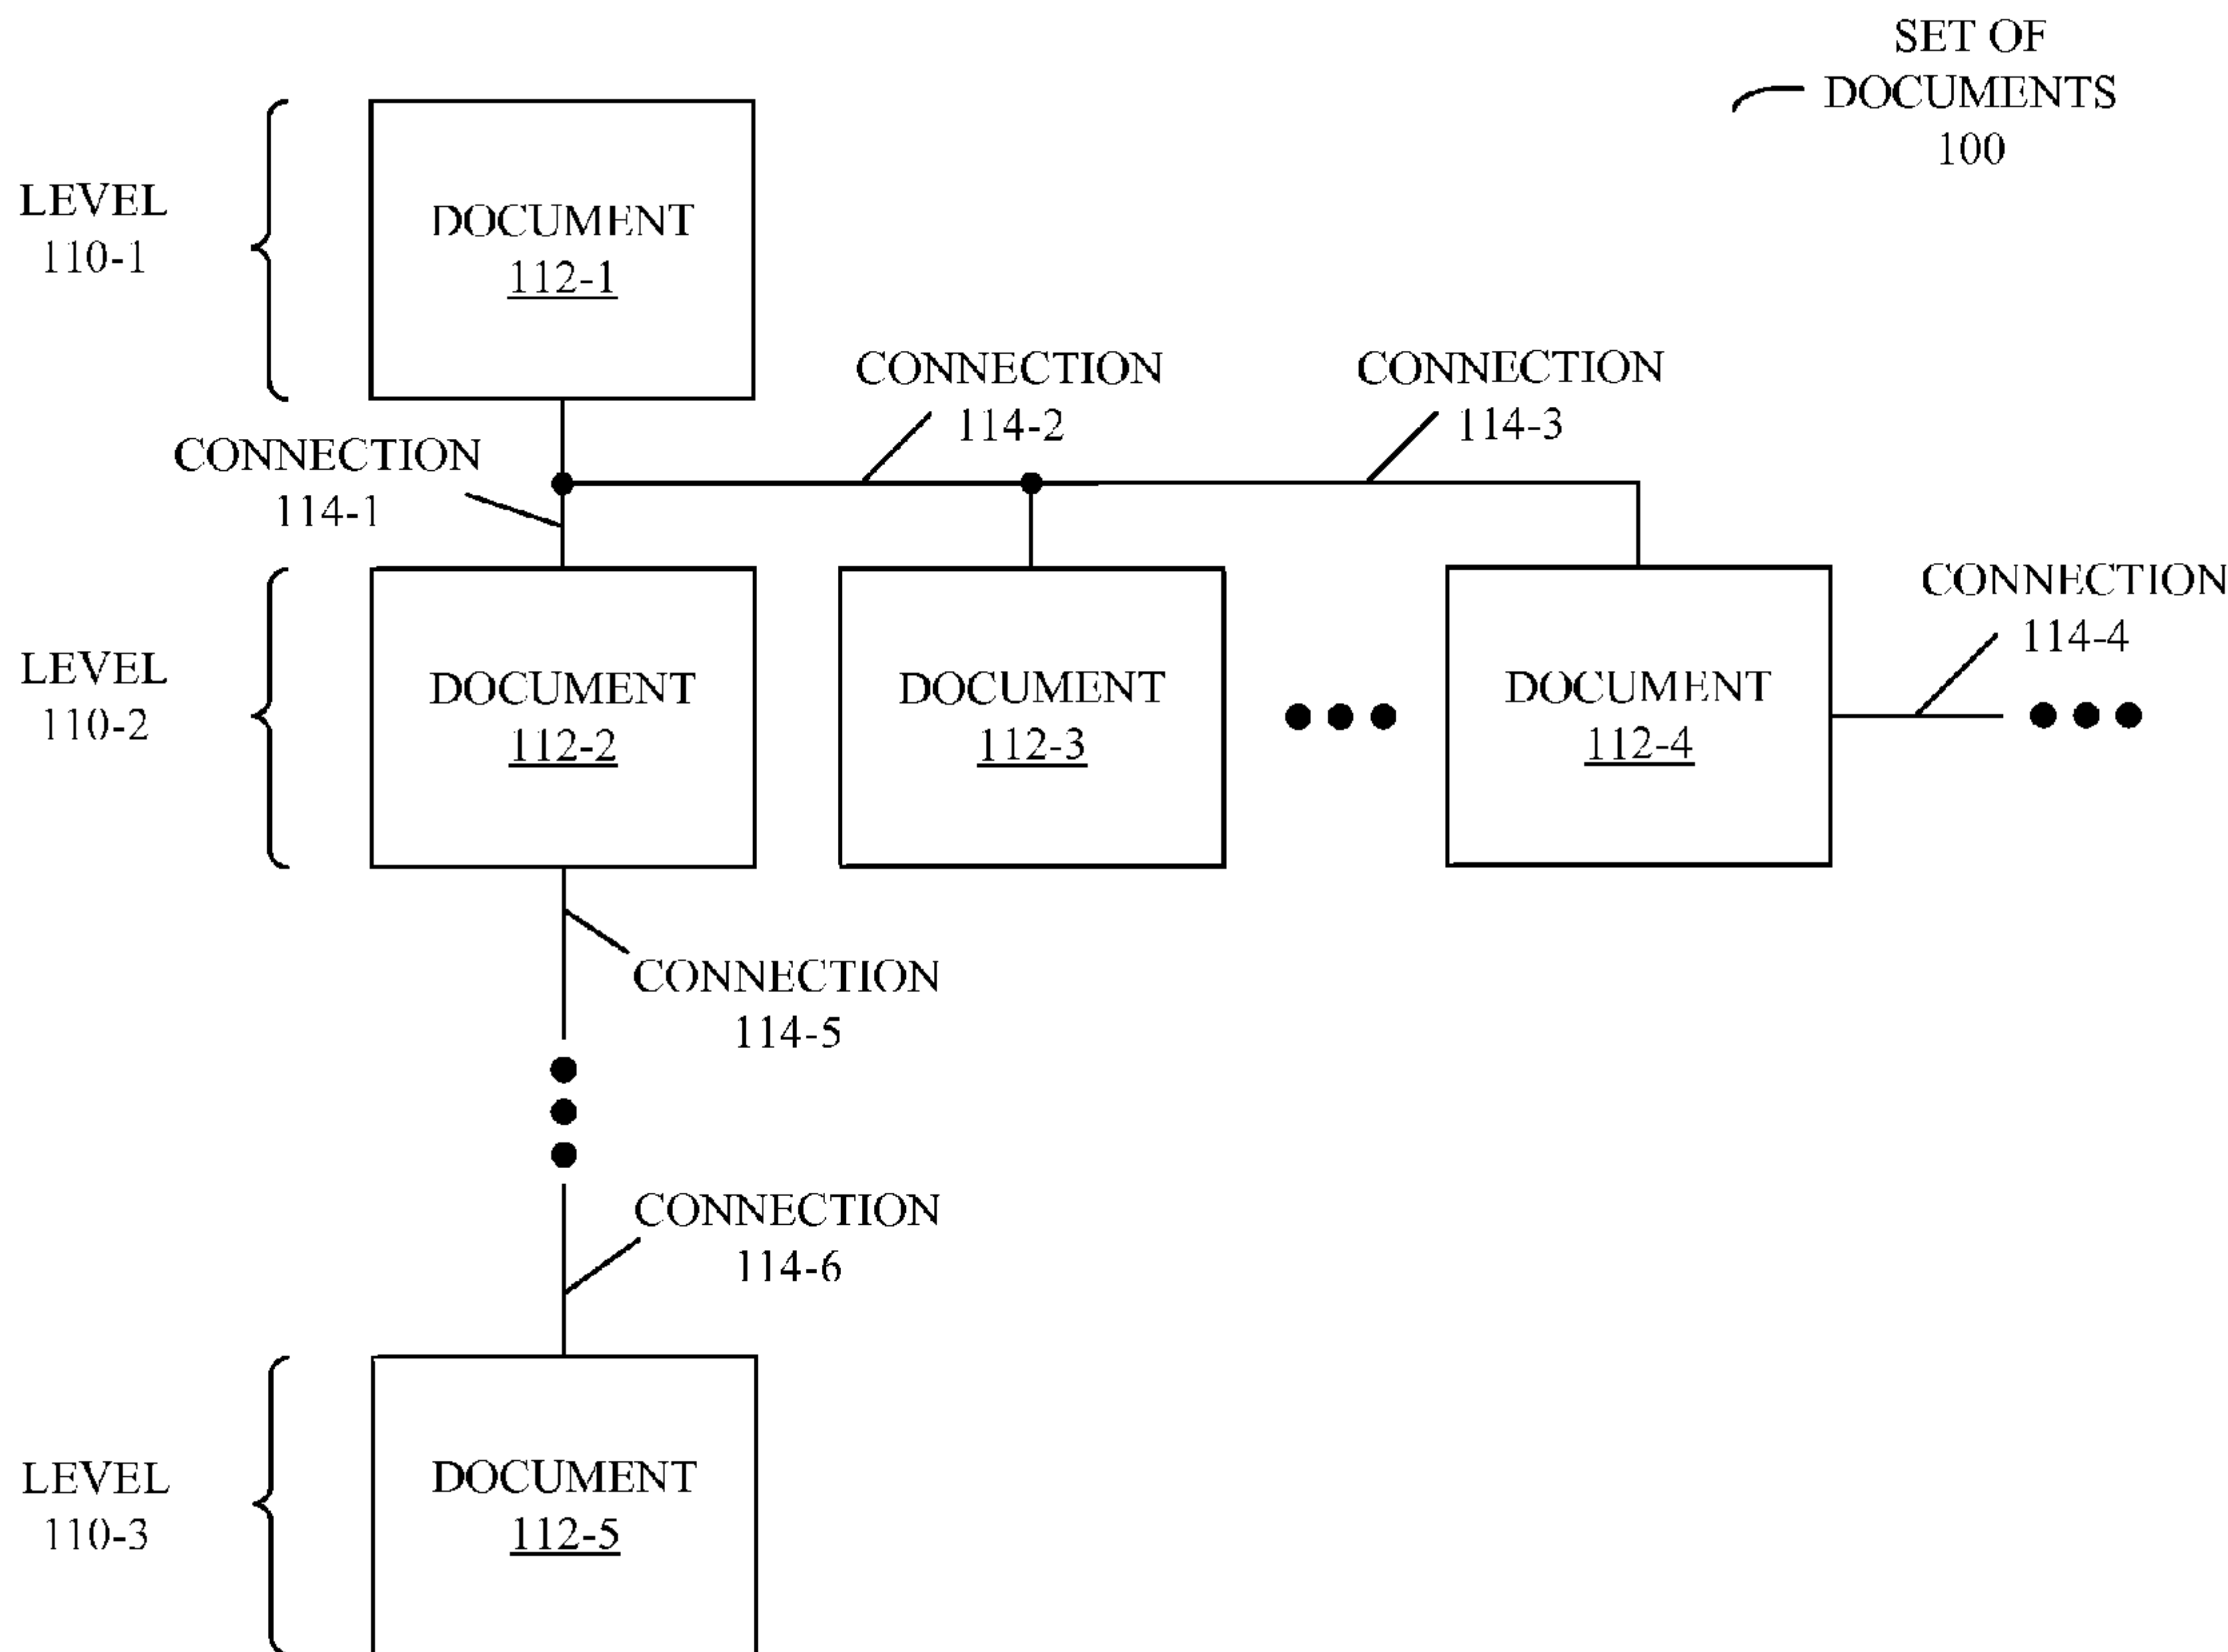 SET OF
DOCUMENTS
100
LEVEL
110-1
DOCUMENT
112-1
CONNECTION
114-2
CONNECTION
114-3
CONNECTION
114-1
CONNECTION
114-4
LEVEL
110-2
DOCUMENT
112-2
DOCUMENT
112-3
DOCUMENT
112-4
CONNECTION
114-5
CONNECTION
114-6
LEVEL
110-3
DOCUMENT
112-5